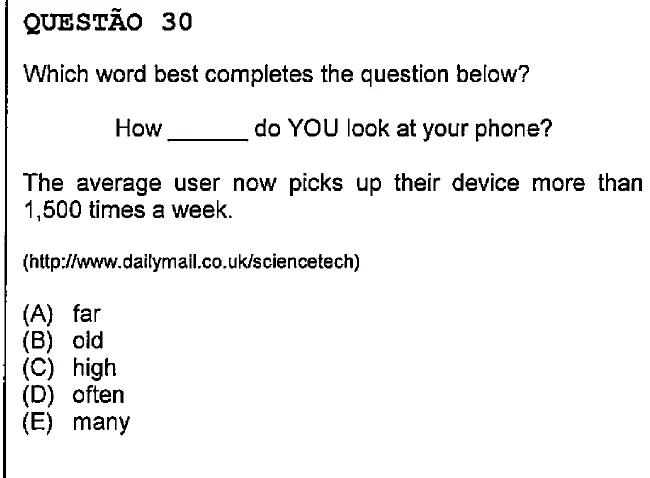 QUESTÃO 30
Which word best completes the question below?
How ______ do YOU look at your phone?
The average user now picks up their device more than
1,500 times a week.
(http://www.dailymail.co.uk/sciencetech)
(A) far
(B) old
(C) high
(D) often
(E) many